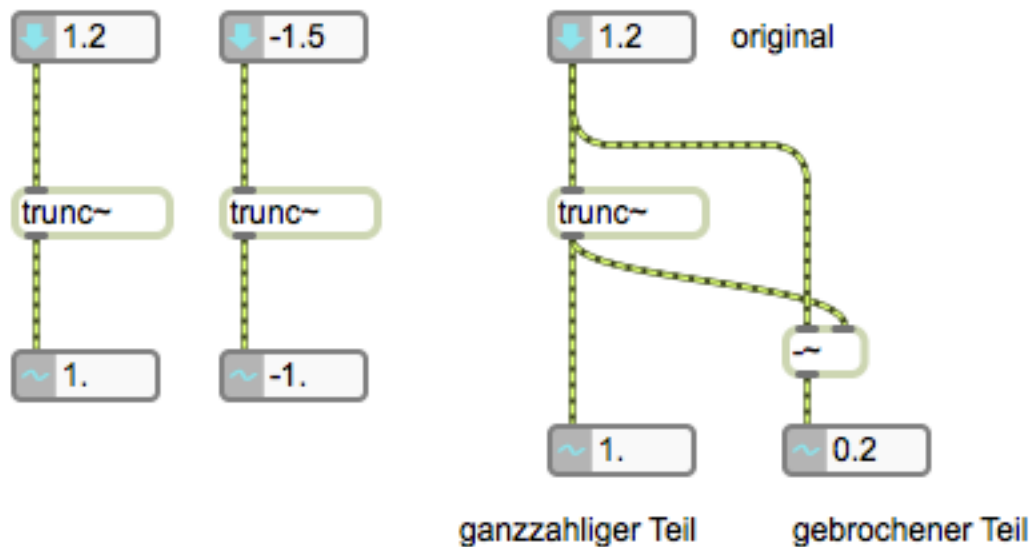 1.2
-1.5
1.2
original
trunc~
trunc~
trunc~
-~
1.
-1.
1.
0.2
ganzzahliger Teil
gebrochener Teil